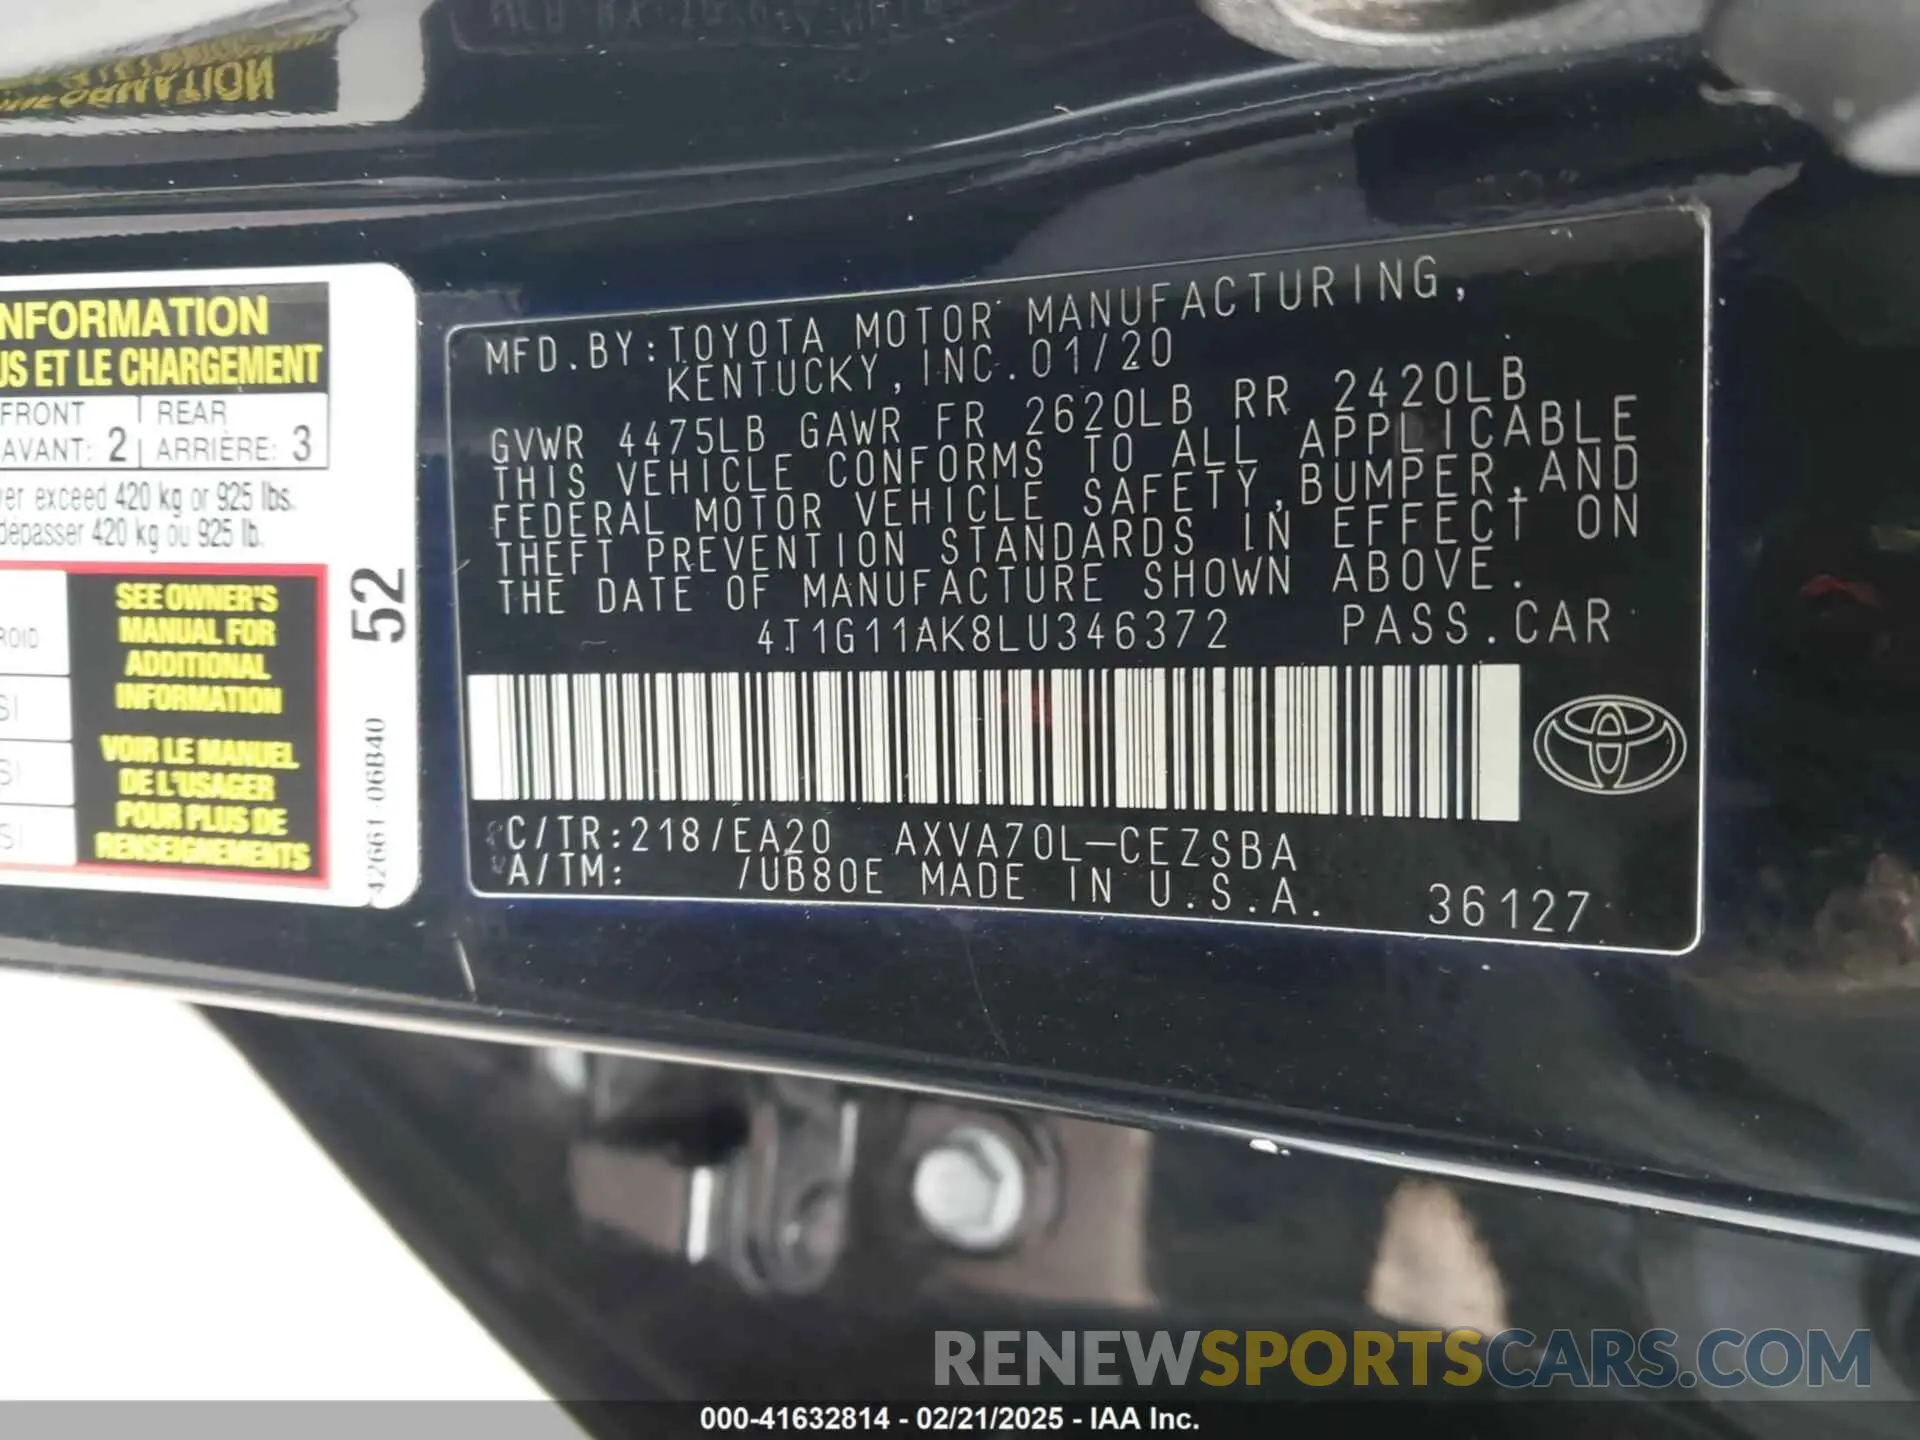 INFORMATION
NFORMATION
US ET LE CHARGEMENT
FRONT
AVANT: 2
REAR
ARRIÈRE: 3
exceed 420 kg or 925 lbs.
dépasser 420 kg ou 925 lb.
SEE OWNER'S
MANUAL FOR
ADDITIONAL
INFORMATION
VOIR LE MANUEL
DE L'USAGER
POUR PLUS DE
RENSEIGNEMENTS
52
42661-06B40
MFD.BY:TOYOTA MOTOR MANUFACTURING,
KENTUCKY,INC.01/20
GVWR 4475LB GAWR FR 2620LB RR 2420LB
THIS VEHICLE CONFORMS TO ALL APPLICABLE
FEDERAL MOTOR VEHICLE SAFETY,BUMPER,AND
THEFT PREVENTION STANDARDS IN EFFECT ON
THE DATE OF MANUFACTURE SHOWN ABOVE.
4T1G11AK8LU346372 PASS.CAR
C/TR:218/EA20 AXVA70L-CEZSBA
A/TM: /UB80E MADE IN U.S.A. 36127
RENEWSPORTSCARS.COM
000-41632814 - 02/21/2025 - IAA Inc.